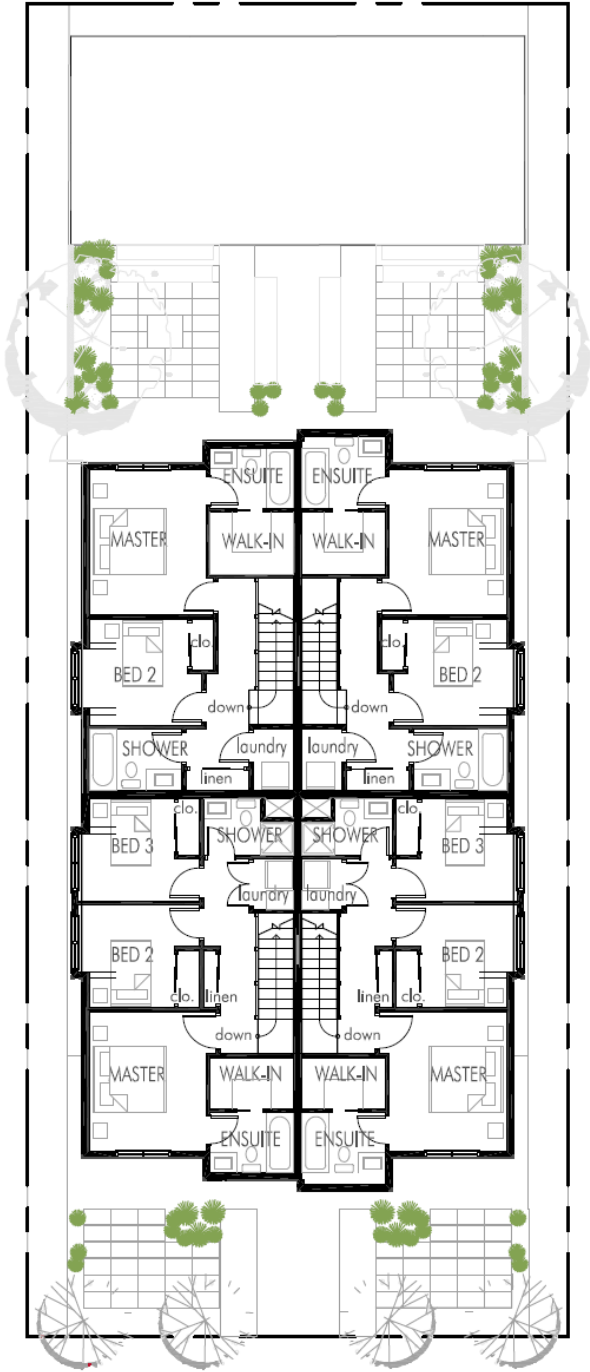 ENSUITE ENSUITE
MASTER WALK-IN WALK-IN MASTER
clo. clo.
BED 2 BED 2
down down
SHOWER laundry laundry SHOWER
linen linen
clo. clo.
BED 3 SHOWER SHOWER BED 3
laundry laundry
BED 2 BED 2
clo. linen linen clo.
down down
MASTER WALK-IN WALK-IN MASTER
ENSUITE ENSUITE